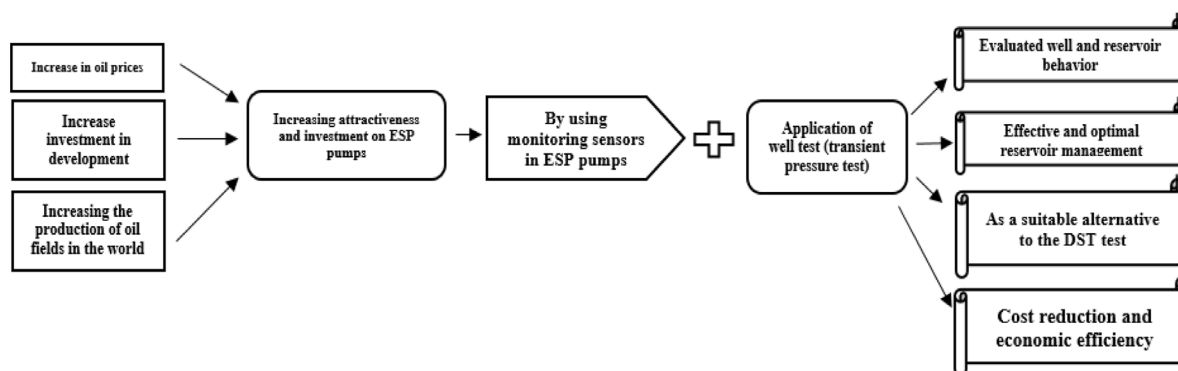 Increase in oil prices
Increase
investment in
development
Increasing the
production of oil
fields in the world
Increasing attractiveness
and investment on ESP
pumps
By using
monitoring sensors
in ESP pumps
Application of
well test (transient
pressure test)
Evaluated well and reservoir
behavior
Effective and optimal
reservoir management
As a suitable alternative
to the DST test
Cost reduction and
economic efficiency